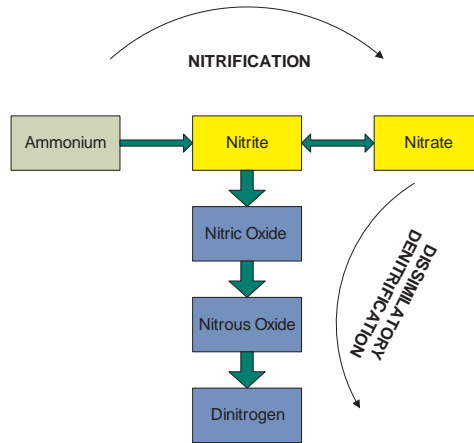 NITRIFICATION
Ammonium
Nitrite
Nitrate
Nitric Oxide
DISSIMILATORY
DENITRIFICATION
Nitrous Oxide
Dinitrogen